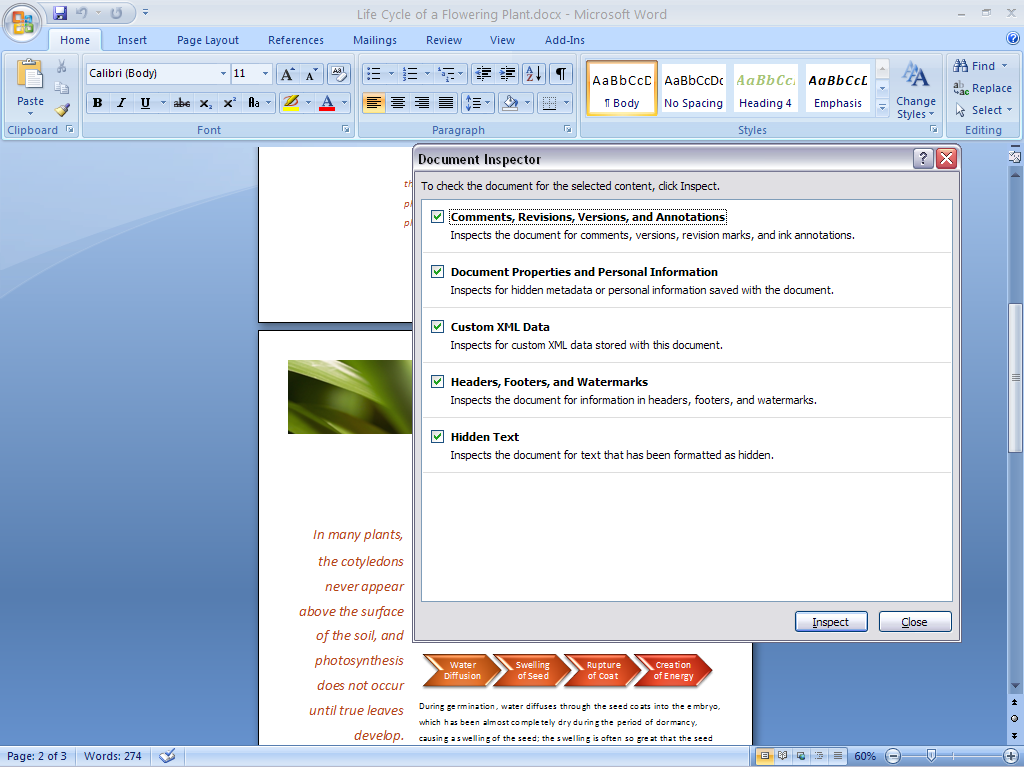 Life Cycle of a Flowering Plant.docx - Microsoft Word
Home Insert Page Layout References Mailings Review View Add-Ins
Paste
Clipboard
Calibri (Body) 11
B I U abc x₂ x² Aa ab A
Font
Paragraph
AaBbCcD AaBbCcDc AaBbCc. AaBbCcL
¶ Body No Spacing Heading 4 Emphasis
Change
Styles
Styles
Find
Replace
Select
Editing
th
pl
ph
Document Inspector
To check the document for the selected content, click Inspect.
Comments, Revisions, Versions, and Annotations
Inspects the document for comments, versions, revision marks, and ink annotations.
Document Properties and Personal Information
Inspects for hidden metadata or personal information saved with the document.
Custom XML Data
Inspects for custom XML data stored with this document.
Headers, Footers, and Watermarks
Inspects the document for information in headers, footers, and watermarks.
Hidden Text
Inspects the document for text that has been formatted as hidden.
Inspect Close
In many plants,
the cotyledons
never appear
above the surface
of the soil, and
photosynthesis
does not occur
until true leaves
develop.
Water
Diffusion
Swelling
of Seed
Rupture
of Coat
Creation
of Energy
During germination, water diffuses through the seed coats into the embryo,
which has been almost completely dry during the period of dormancy,
causing a swelling of the seed; the swelling is often so great that the seed
Page: 2 of 3 Words: 274 60%